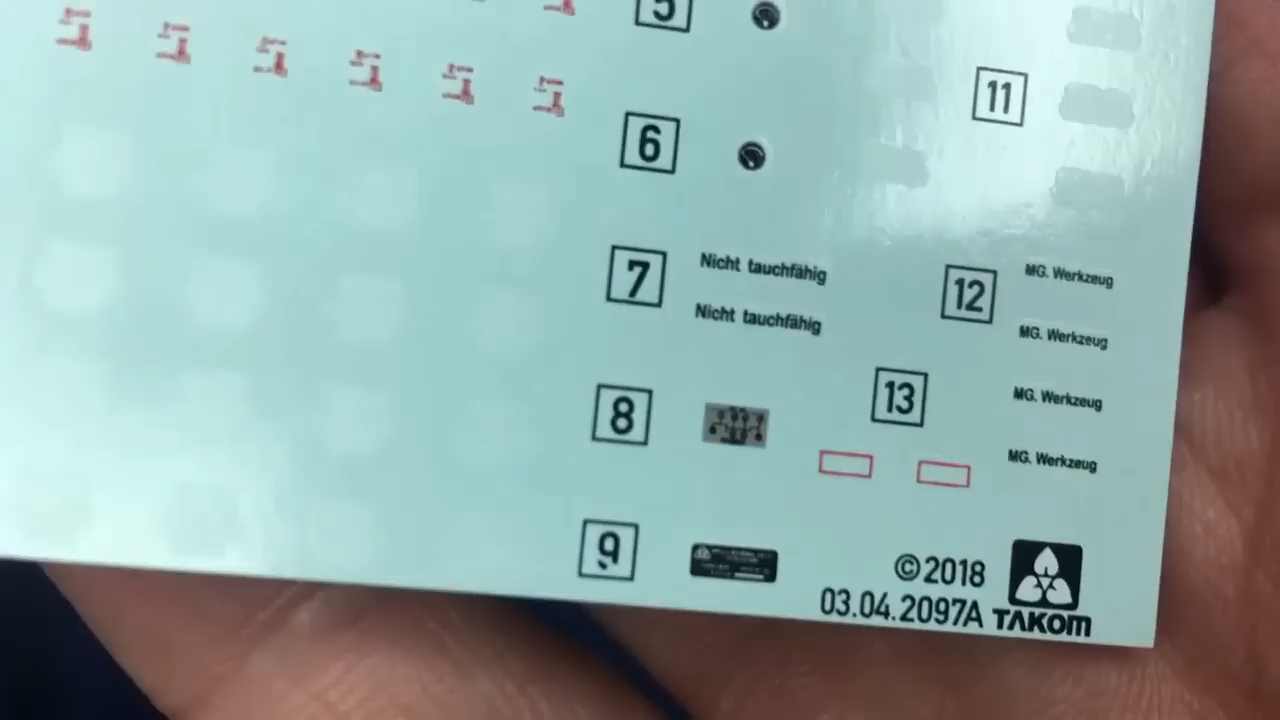 5
11
6
7
Nicht tauchfähig
Nicht tauchfähig
12
MG. Werkzeug
MG. Werkzeug
8
13
MG. Werkzeug
MG. Werkzeug
9
©2018
03.04.2097A TAKOM